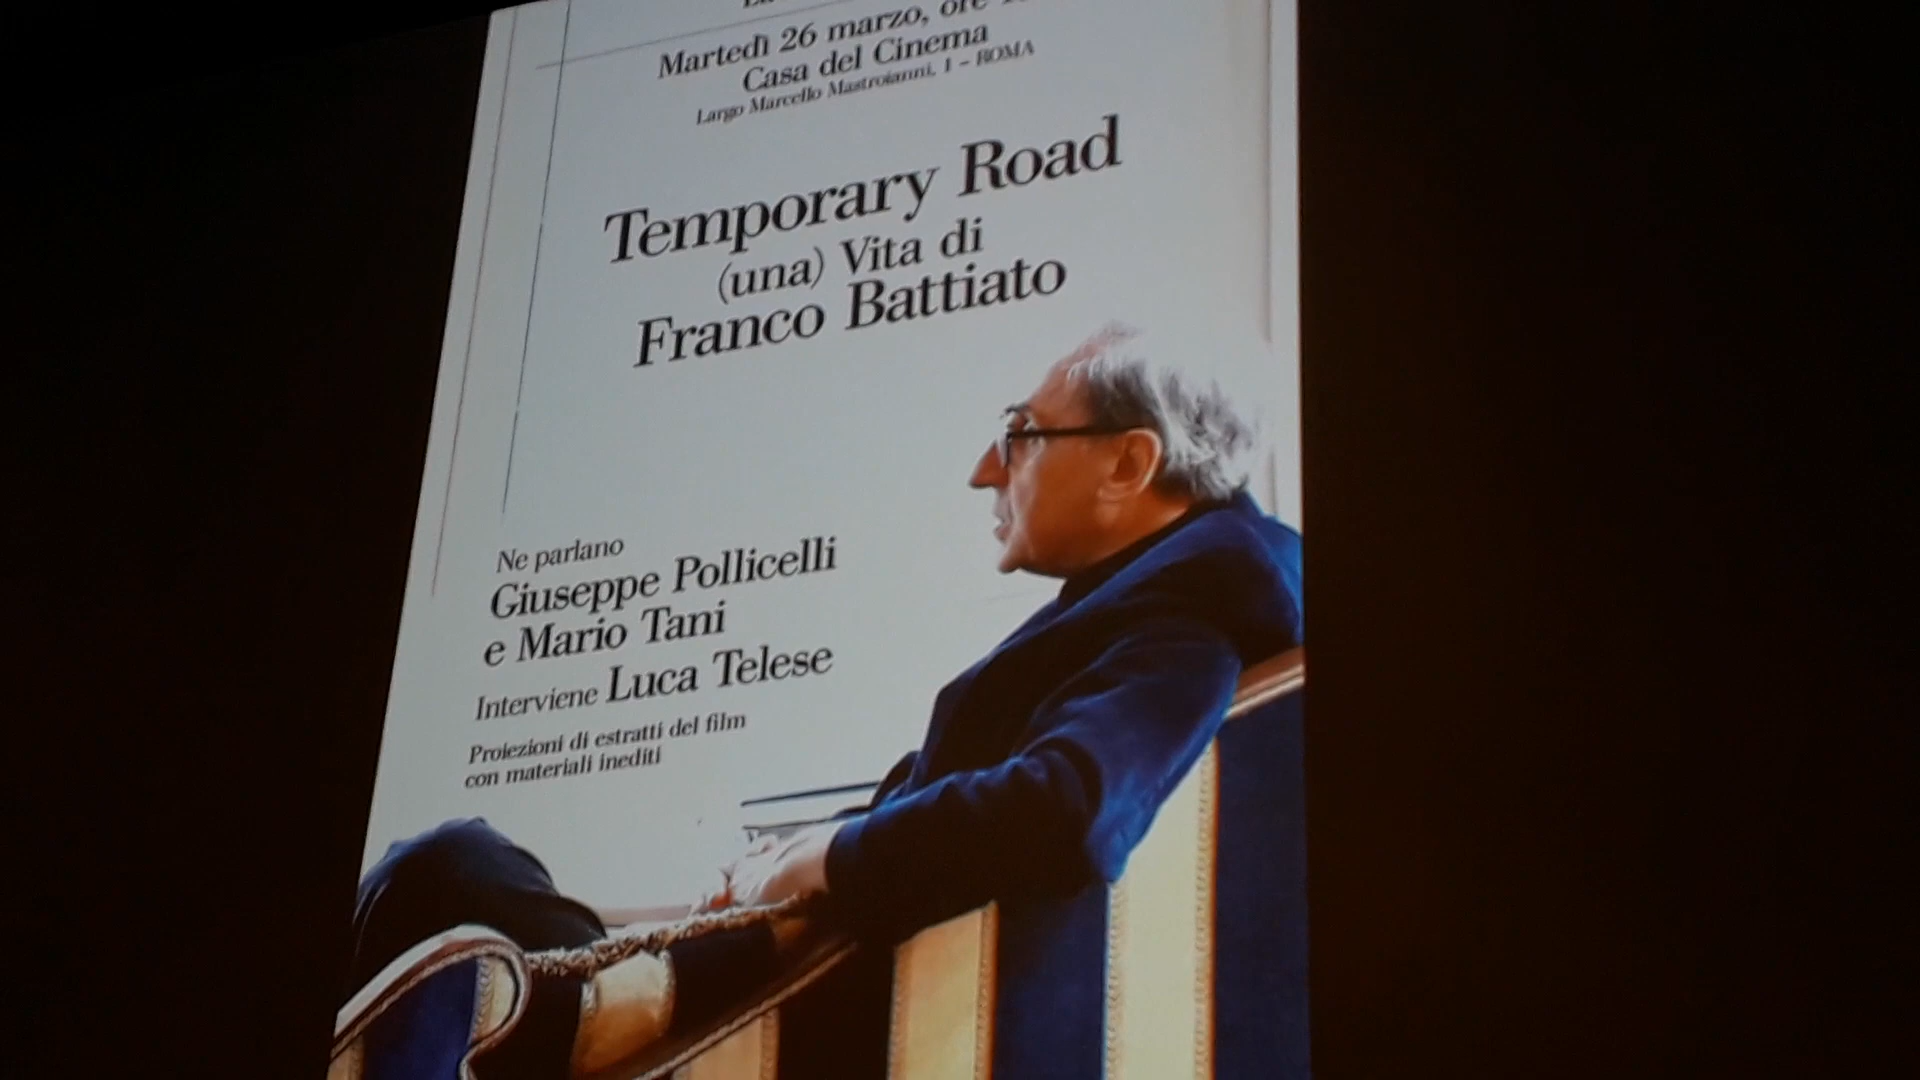 Martedì 26 marzo, ore
Casa del Cinema
Largo Marcello Mastroianni, 1 - ROMA
Temporary Road
(una) Vita di
Franco Battiato
Ne parlano
Giuseppe Pollicelli
e Mario Tani
Interviene Luca Telese
Proiezioni di estratti del film
con materiali inediti